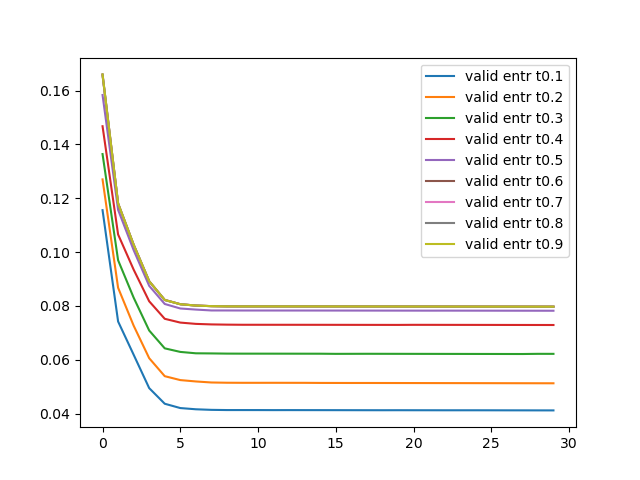 0.16
0.14
0.12
0.10
0.08
0.06
0.04
0
5
10
15
20
25
30
valid entr t0.1
valid entr t0.2
valid entr t0.3
valid entr t0.4
valid entr t0.5
valid entr t0.6
valid entr t0.7
valid entr t0.8
valid entr t0.9